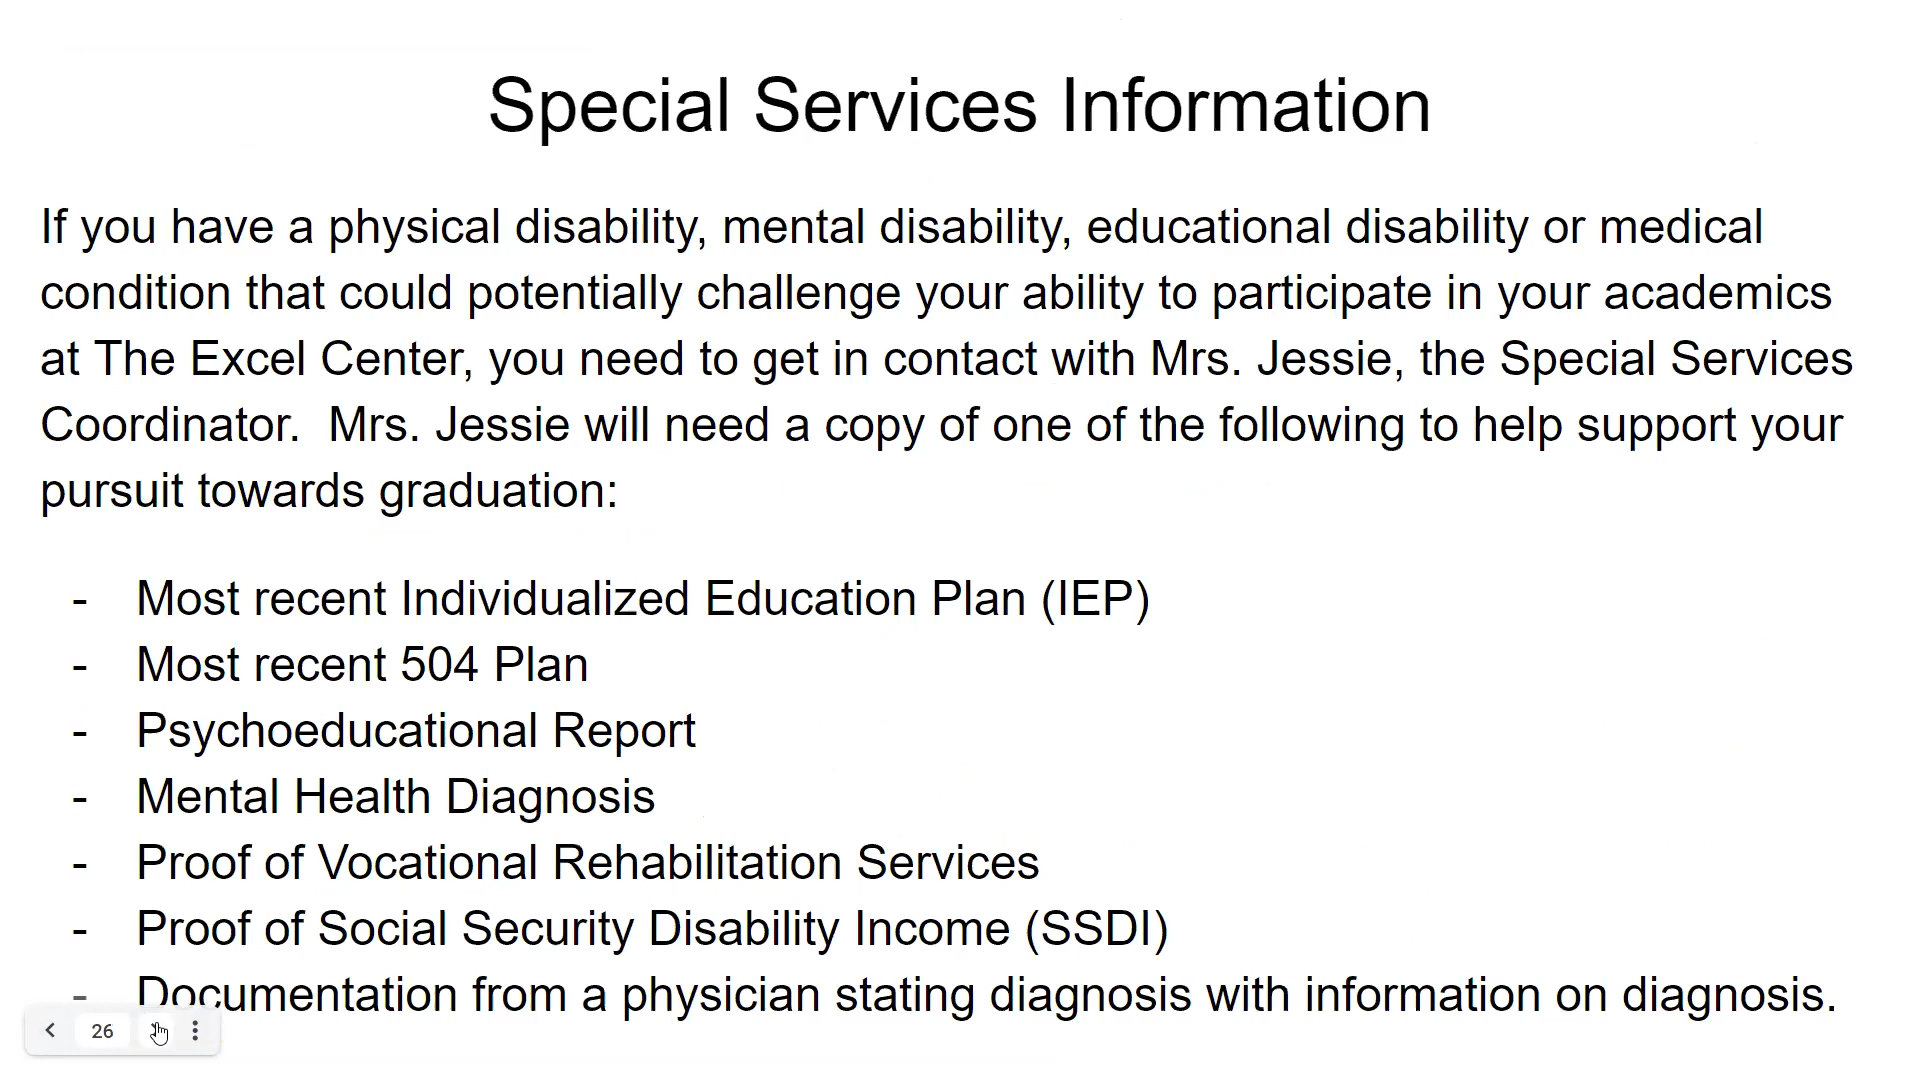 Special Services Information
If you have a physical disability, mental disability, educational disability or medical
condition that could potentially challenge your ability to participate in your academics
at The Excel Center, you need to get in contact with Mrs. Jessie, the Special Services
Coordinator.  Mrs. Jessie will need a copy of one of the following to help support your
pursuit towards graduation:
- Most recent Individualized Education Plan (IEP)
- Most recent 504 Plan
- Psychoeducational Report
- Mental Health Diagnosis
- Proof of Vocational Rehabilitation Services
- Proof of Social Security Disability Income (SSDI)
- Documentation from a physician stating diagnosis with information on diagnosis.
26